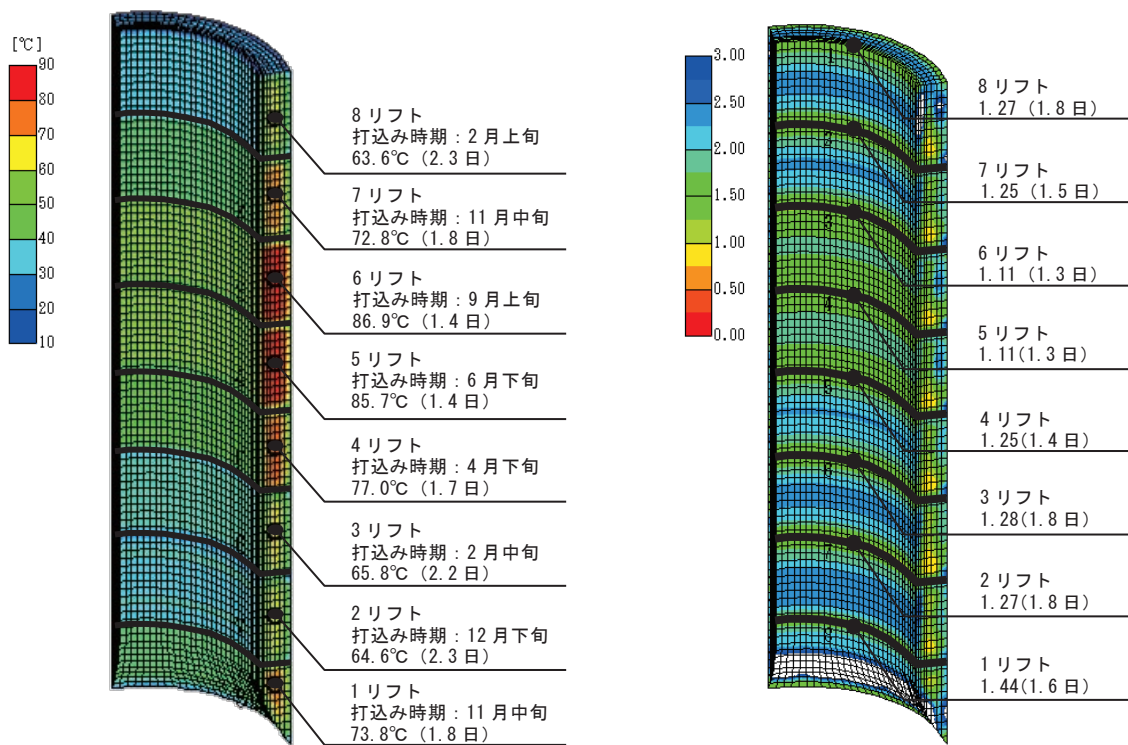 [℃]
90
80
70
60
50
40
30
20
10
8 リフト
打込み時期：2 月上旬
63.6℃（2.3 日）
7 リフト
打込み時期：11 月中旬
72.8℃（1.8 日）
6 リフト
打込み時期：9 月上旬
86.9℃（1.4 日）
5 リフト
打込み時期：6 月下旬
85.7℃（1.4 日）
4 リフト
打込み時期：4 月下旬
77.0℃（1.7 日）
3 リフト
打込み時期：2 月中旬
65.8℃（2.2 日）
2 リフト
打込み時期：12 月下旬
64.6℃（2.3 日）
1 リフト
打込み時期：11 月中旬
73.8℃（1.8 日）
3.00
2.50
2.00
1.50
1.00
0.50
0.00
8 リフト
1.27（1.8 日）
7 リフト
1.25（1.5 日）
6 リフト
1.11（1.3 日）
5 リフト
1.11(1.3 日）
4 リフト
1.25(1.4 日）
3 リフト
1.28(1.8 日）
2 リフト
1.27(1.8 日）
1 リフト
1.44(1.6 日）